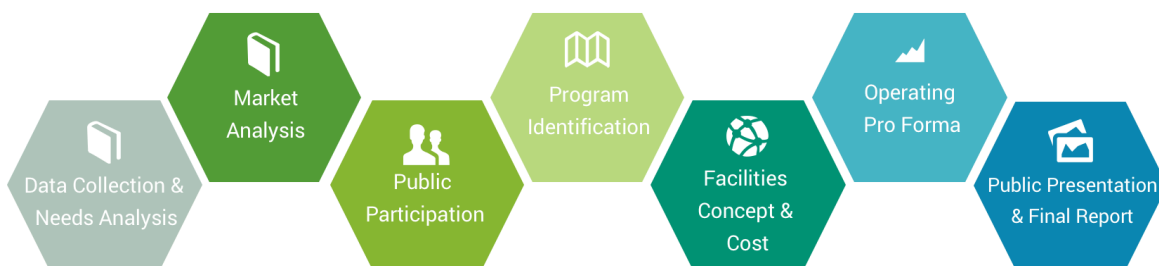 Data Collection &
Needs Analysis
Market
Analysis
Public
Participation
Program
Identification
Facilities
Concept &
Cost
Operating
Pro Forma
Public Presentation
& Final Report